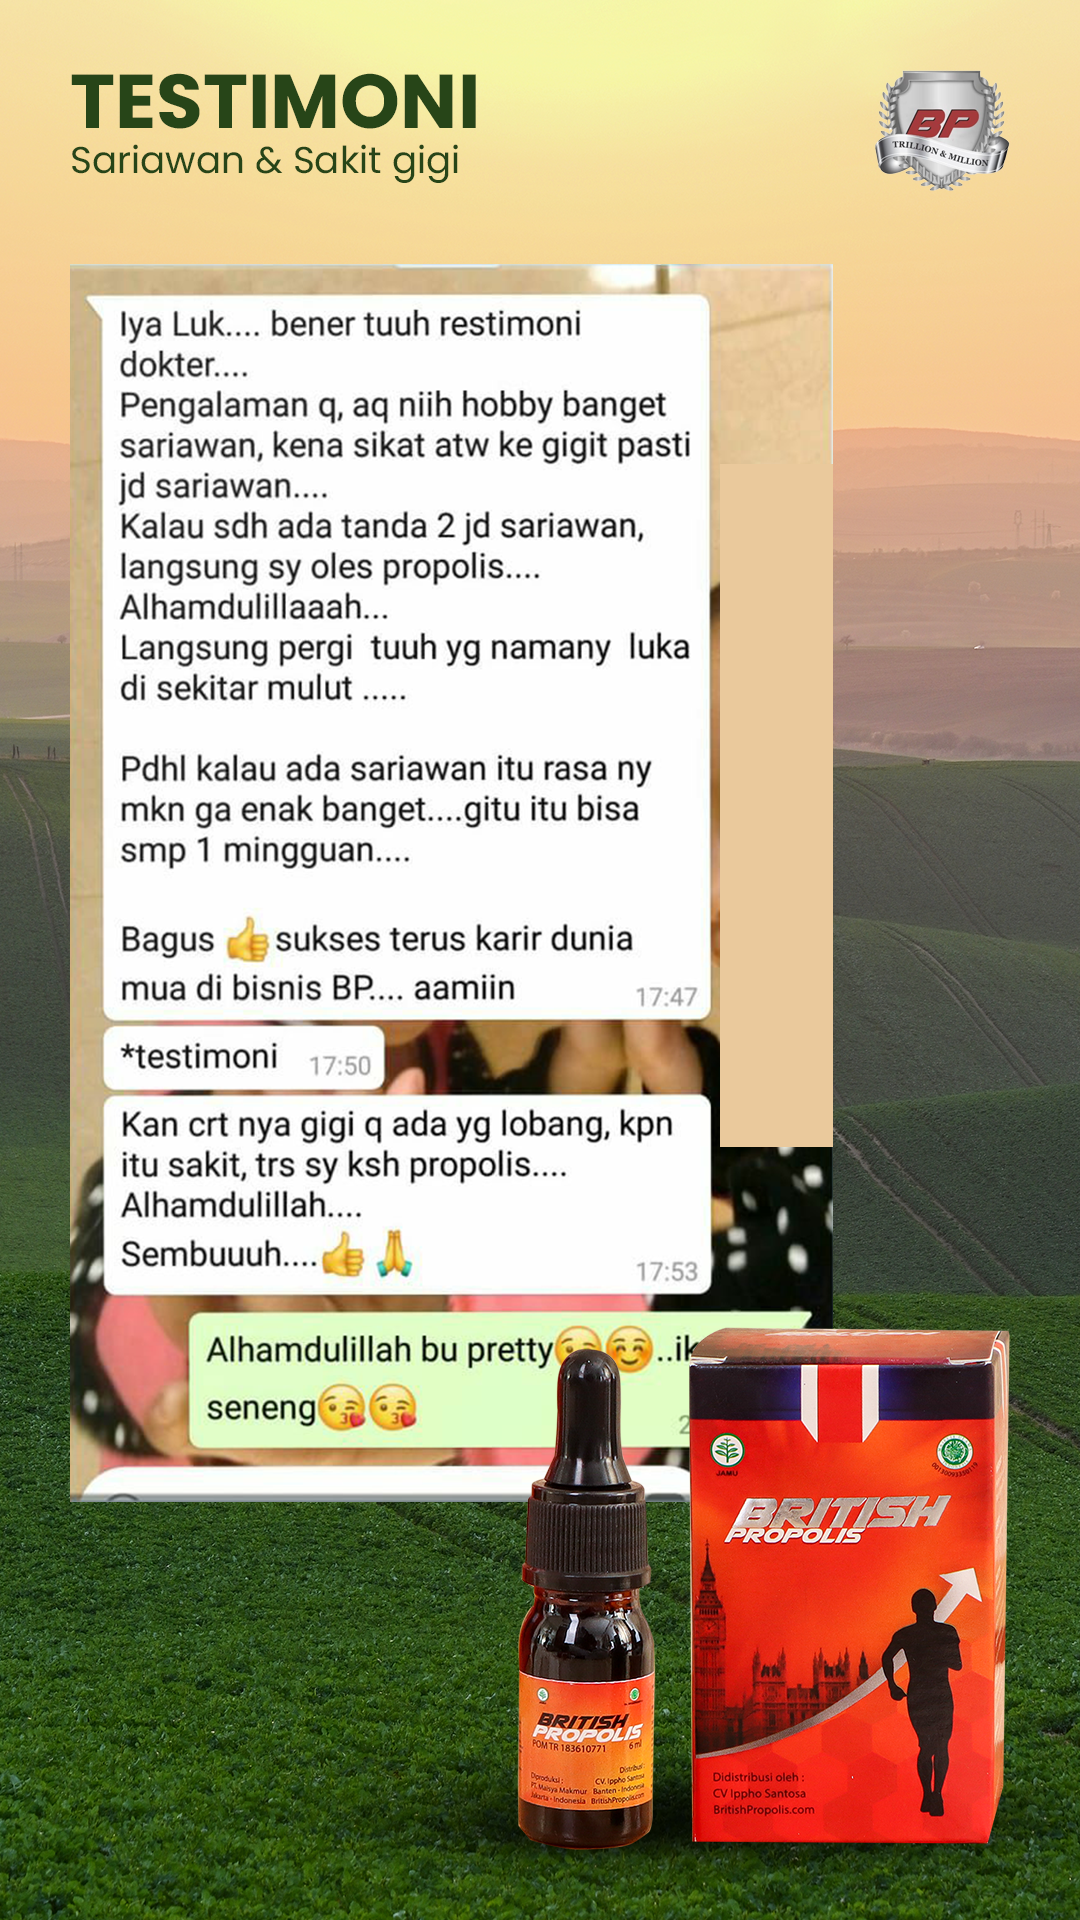 TESTIMONI
Sariawan & Sakit gigi
BP
TRILLION & MILLION
Iya Luk.... bener tuuh restimoni
dokter....
Pengalaman q, aq niih hobby banget
sariawan, kena sikat atw ke gigit pasti
jd sariawan....
Kalau sdh ada tanda 2 jd sariawan,
langsung sy oles propolis....
Alhamdulillaaah...
Langsung pergi tuuh yg namany luka
di sekitar mulut .....
Pdhl kalau ada sariawan itu rasa ny
mkn ga enak banget....gitu itu bisa
smp 1 mingguan....
Bagus 👍 sukses terus karir dunia
mua di bisnis BP.... aamiin
17:47
*testimoni 17:50
Kan crt nya gigi q ada yg lobang, kpn
itu sakit, trs sy ksh propolis....
Alhamdulillah....
Sembuuuh....👍🙏
17:53
Alhamdulillah bu pretty😘☺️..ik
seneng😘😘
2
JAMU
BRITISH
PROPOLIS
Didistribusi oleh :
CV Ippho Santosa
BritishPropolis.com
BRITISH
PROPOLIS
POM TR 183610771 6 ml
Diproduksi :
PT. Maisya Makmur
Jakarta - Indonesia
Distribusi
CV. Ippho Santosa
Banten - Indonesia
BritishPropolis.com